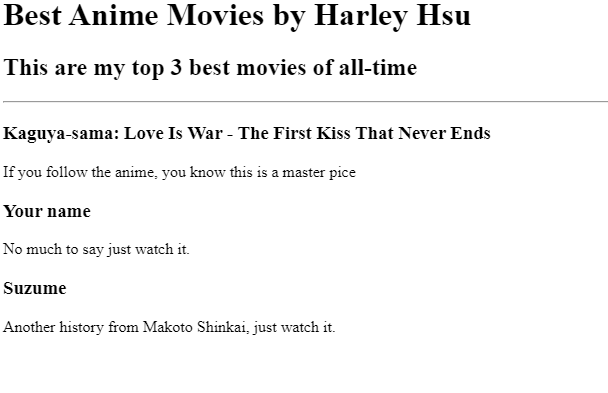 Best Anime Movies by Harley Hsu
This are my top 3 best movies of all-time
Kaguya-sama: Love Is War - The First Kiss That Never Ends
If you follow the anime, you know this is a master pice
Your name
No much to say just watch it.
Suzume
Another history from Makoto Shinkai, just watch it.